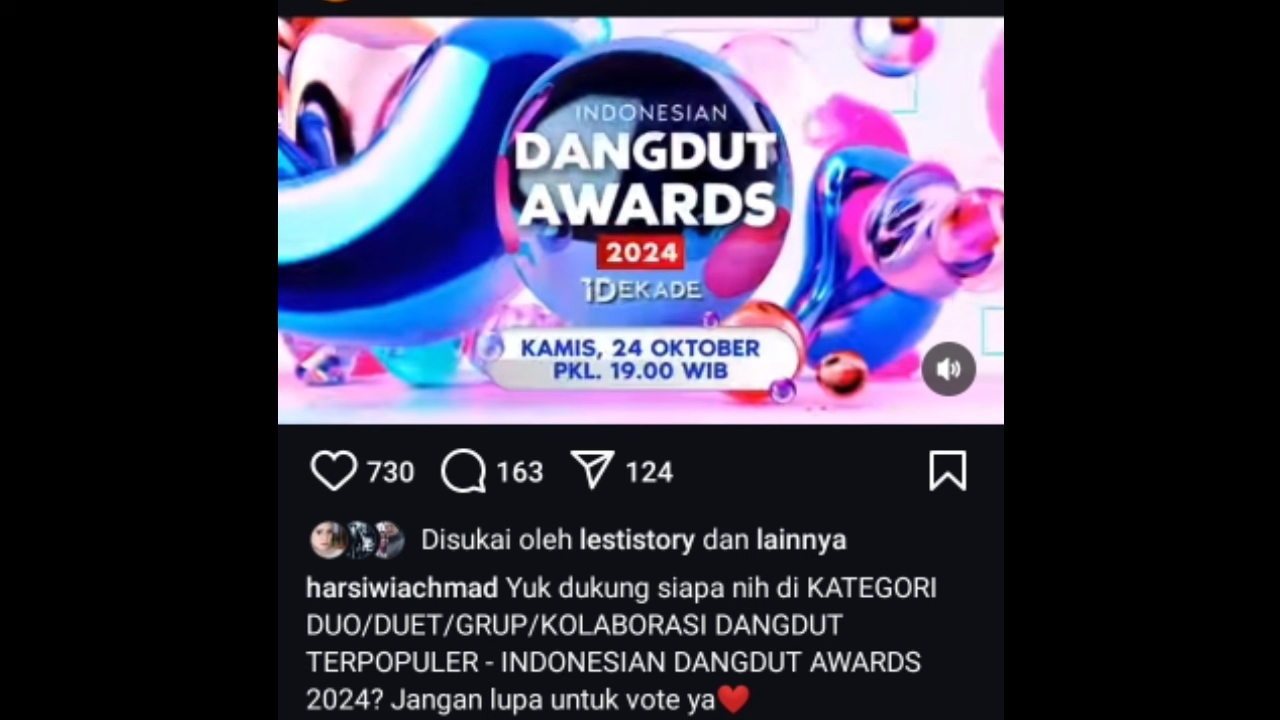 INDONESIAN
DANGDUT
AWARDS
2024
1DEKADE
KAMIS, 24 OKTOBER
PKL. 19.00 WIB
730 163 124
Disukai oleh lestistory dan lainnya
harsiwiachmad Yuk dukung siapa nih di KATEGORI
DUO/DUET/GRUP/KOLABORASI DANGDUT
TERPOPULER - INDONESIAN DANGDUT AWARDS
2024? Jangan lupa untuk vote ya❤️